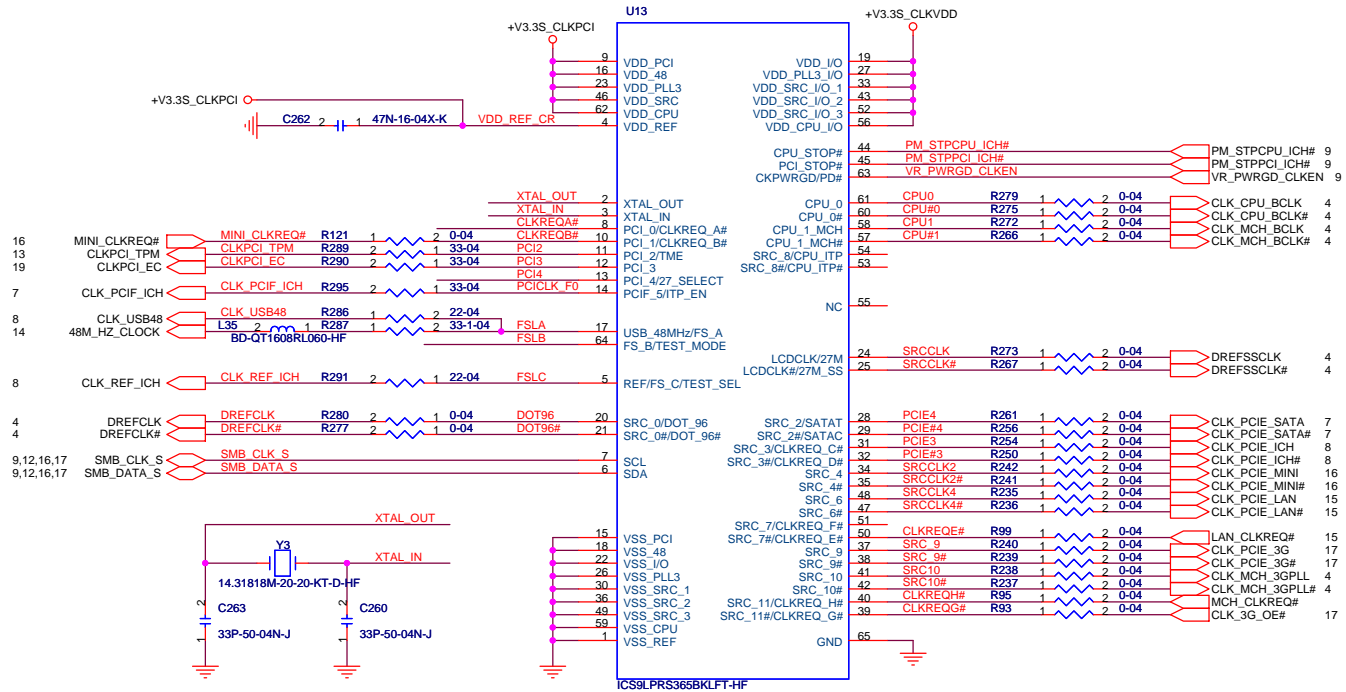 U13
+V3.3S_CLKPCI
+V3.3S_CLKVDD
9 VDD_PCI VDD_I/O 19
16 VDD_48 VDD_PLL3_I/O 27
23 VDD_PLL3 VDD_SRC_I/O_1 33
46 VDD_SRC VDD_SRC_I/O_2 43
62 VDD_CPU VDD_SRC_I/O_3 52
+V3.3S_CLKPCI
C262 2 1 47N-16-04X-K VDD_REF_CR 4 VDD_REF VDD_CPU_I/O 56
CPU_STOP# 44 PM_STPCPU_ICH# PM_STPCPU_ICH# 9
PCI_STOP# 45 PM_STPPCI_ICH# PM_STPPCI_ICH# 9
CKPWRGD/PD# 63 VR_PWRGD_CLKEN VR_PWRGD_CLKEN 9
XTAL_OUT 2 XTAL_OUT CPU_0 61 CPU0 R279 1 2 0-04 CLK_CPU_BCLK 4
XTAL_IN 3 XTAL_IN CPU_0# 60 CPU#0 R275 1 2 0-04 CLK_CPU_BCLK# 4
CLKREQA# 8 PCI_0/CLKREQ_A# CPU_1_MCH 58 CPU1 R272 1 2 0-04 CLK_MCH_BCLK 4
16 MINI_CLKREQ# MINI_CLKREQ# R121 1 2 0-04 CLKREQB# 10 PCI_1/CLKREQ_B# CPU_1_MCH# 57 CPU#1 R266 1 2 0-04 CLK_MCH_BCLK# 4
13 CLKPCI_TPM CLKPCI_TPM R289 2 1 33-04 PCI2 11 PCI_2/TME SRC_8/CPU_ITP 54
19 CLKPCI_EC CLKPCI_EC R290 2 1 33-04 PCI3 12 PCI_3 SRC_8#/CPU_ITP# 53
PCI4 13 PCI_4/27_SELECT
7 CLK_PCIF_ICH CLK_PCIF_ICH R295 2 1 33-04 PCICLK_F0 14 PCIF_5/ITP_EN
NC 55
8 CLK_USB48 CLK_USB48 R286 1 2 22-04
14 48M_HZ_CLOCK L35 2 1 R287 1 2 33-1-04 FSLA 17 USB_48MHz/FS_A
BD-QT1608RL060-HF FSLB 64 FS_B/TEST_MODE
LCDCLK/27M 24 SRCCLK R273 1 2 0-04 DREFSSCLK 4
LCDCLK#/27M_SS 25 SRCCLK# R267 1 2 0-04 DREFSSCLK# 4
8 CLK_REF_ICH CLK_REF_ICH R291 2 1 22-04 FSLC 5 REF/FS_C/TEST_SEL
4 DREFCLK DREFCLK R280 2 1 0-04 DOT96 20 SRC_0/DOT_96 SRC_2/SATAT 28 PCIE4 R261 1 2 0-04 CLK_PCIE_SATA 7
4 DREFCLK# DREFCLK# R277 2 1 0-04 DOT96# 21 SRC_0#/DOT_96# SRC_2#/SATAC 29 PCIE#4 R256 1 2 0-04 CLK_PCIE_SATA# 7
SRC_3/CLKREQ_C# 31 PCIE3 R254 1 2 0-04 CLK_PCIE_ICH 8
9,12,16,17 SMB_CLK_S SMB_CLK_S 7 SCL SRC_3#/CLKREQ_D# 32 PCIE#3 R250 1 2 0-04 CLK_PCIE_ICH# 8
9,12,16,17 SMB_DATA_S SMB_DATA_S 6 SDA SRC_4 34 SRCCLK2 R242 1 2 0-04 CLK_PCIE_MINI 16
SRC_4# 35 SRCCLK2# R241 1 2 0-04 CLK_PCIE_MINI# 16
SRC_6 48 SRCCLK4 R235 1 2 0-04 CLK_PCIE_LAN 15
SRC_6# 47 SRCCLK4# R236 1 2 0-04 CLK_PCIE_LAN# 15
XTAL_OUT
SRC_7/CLKREQ_F# 51
15 VSS_PCI SRC_7#/CLKREQ_E# 50 CLKREQE# R99 1 2 0-04 LAN_CLKREQ# 15
18 VSS_48 SRC_9 37 SRC_9 R240 1 2 0-04 CLK_PCIE_3G 17
Y3 XTAL_IN 22 VSS_I/O SRC_9# 38 SRC_9# R239 1 2 0-04 CLK_PCIE_3G# 17
26 VSS_PLL3 SRC_10 41 SRC10 R238 1 2 0-04 CLK_MCH_3GPLL 4
14.31818M-20-20-KT-D-HF 30 VSS_SRC_1 SRC_10# 42 SRC10# R237 1 2 0-04 CLK_MCH_3GPLL# 4
36 VSS_SRC_2 SRC_11/CLKREQ_H# 40 CLKREQH# R95 1 2 0-04 MCH_CLKREQ#
2 C263 2 C260 49 VSS_SRC_3 SRC_11#/CLKREQ_G# 39 CLKREQG# R93 1 2 0-04 CLK_3G_OE# 17
59 VSS_CPU
1 33P-50-04N-J 1 33P-50-04N-J 1 VSS_REF GND 65
ICS9LPRS365BKLFT-HF